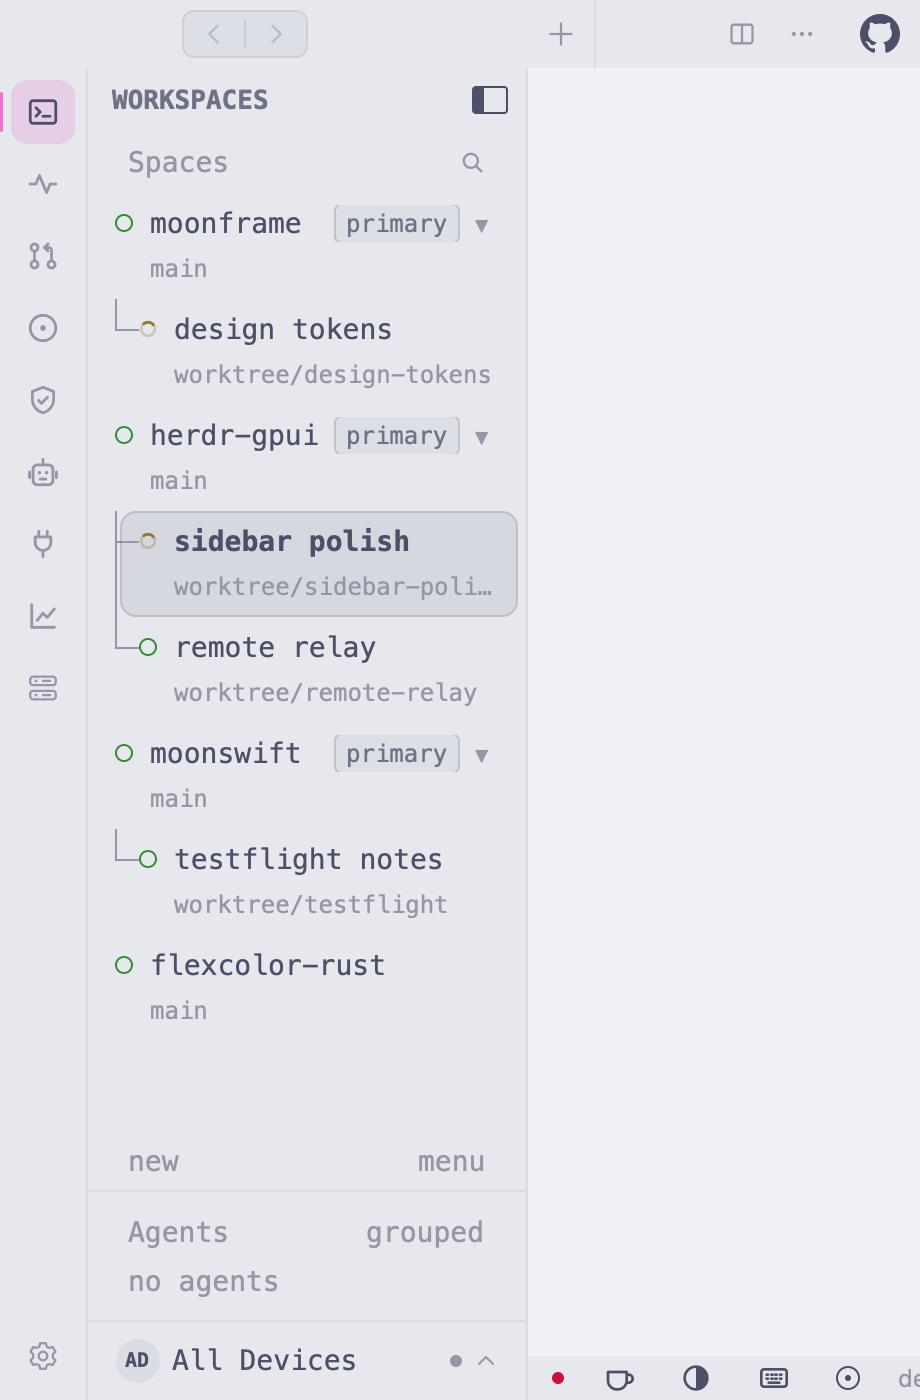 WORKSPACES
Spaces
moonframe primary ▼
main
design tokens
worktree/design-tokens
herdr-gpui primary ▼
main
sidebar polish
worktree/sidebar-poli…
remote relay
worktree/remote-relay
moonswift primary ▼
main
testflight notes
worktree/testflight
flexcolor-rust
main
new menu
Agents grouped
no agents
AD All Devices